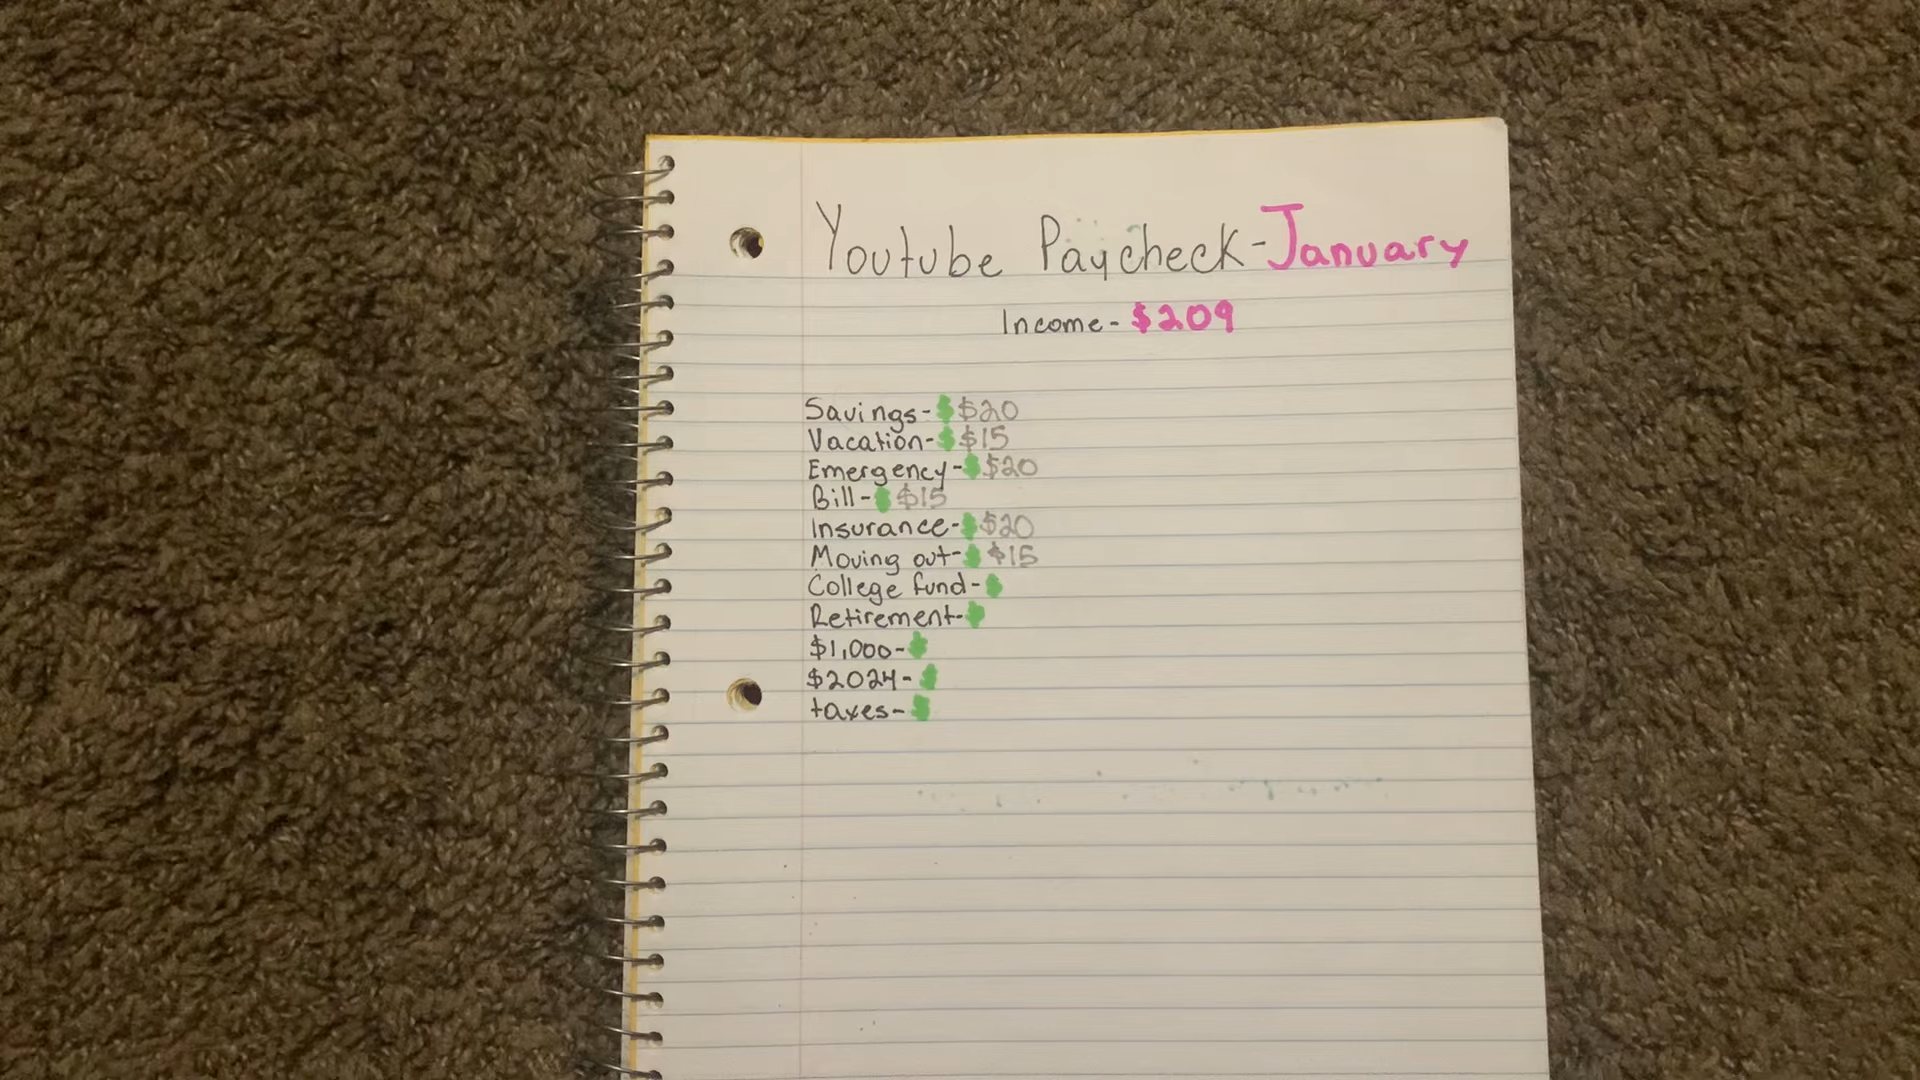 Youtube Paycheck-January
Income- $209
Savings-$ $20
Vacation-$ $15
Emergency-$ $20
Bill-$ $15
Insurance-$ $20
Moving out-$ $15
College fund-$
Retirement-$
$1,000-$
$2024-$
taxes-$